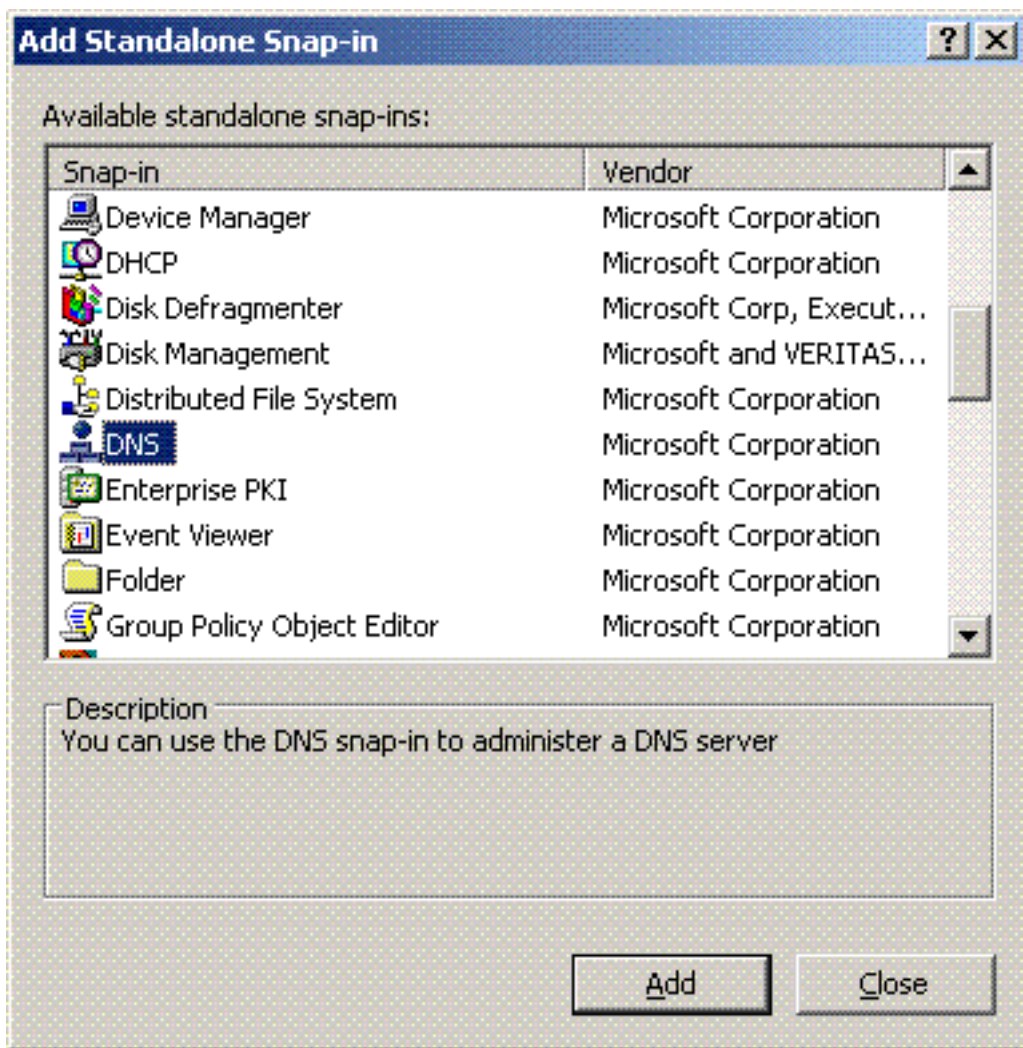 Add Standalone Snap-in
Available standalone snap-ins:
Snap-in Vendor
Device Manager Microsoft Corporation
DHCP Microsoft Corporation
Disk Defragmenter Microsoft Corp, Execut...
Disk Management Microsoft and VERITAS...
Distributed File System Microsoft Corporation
DNS Microsoft Corporation
Enterprise PKI Microsoft Corporation
Event Viewer Microsoft Corporation
Folder Microsoft Corporation
Group Policy Object Editor Microsoft Corporation
Description
You can use the DNS snap-in to administer a DNS server
Add Close